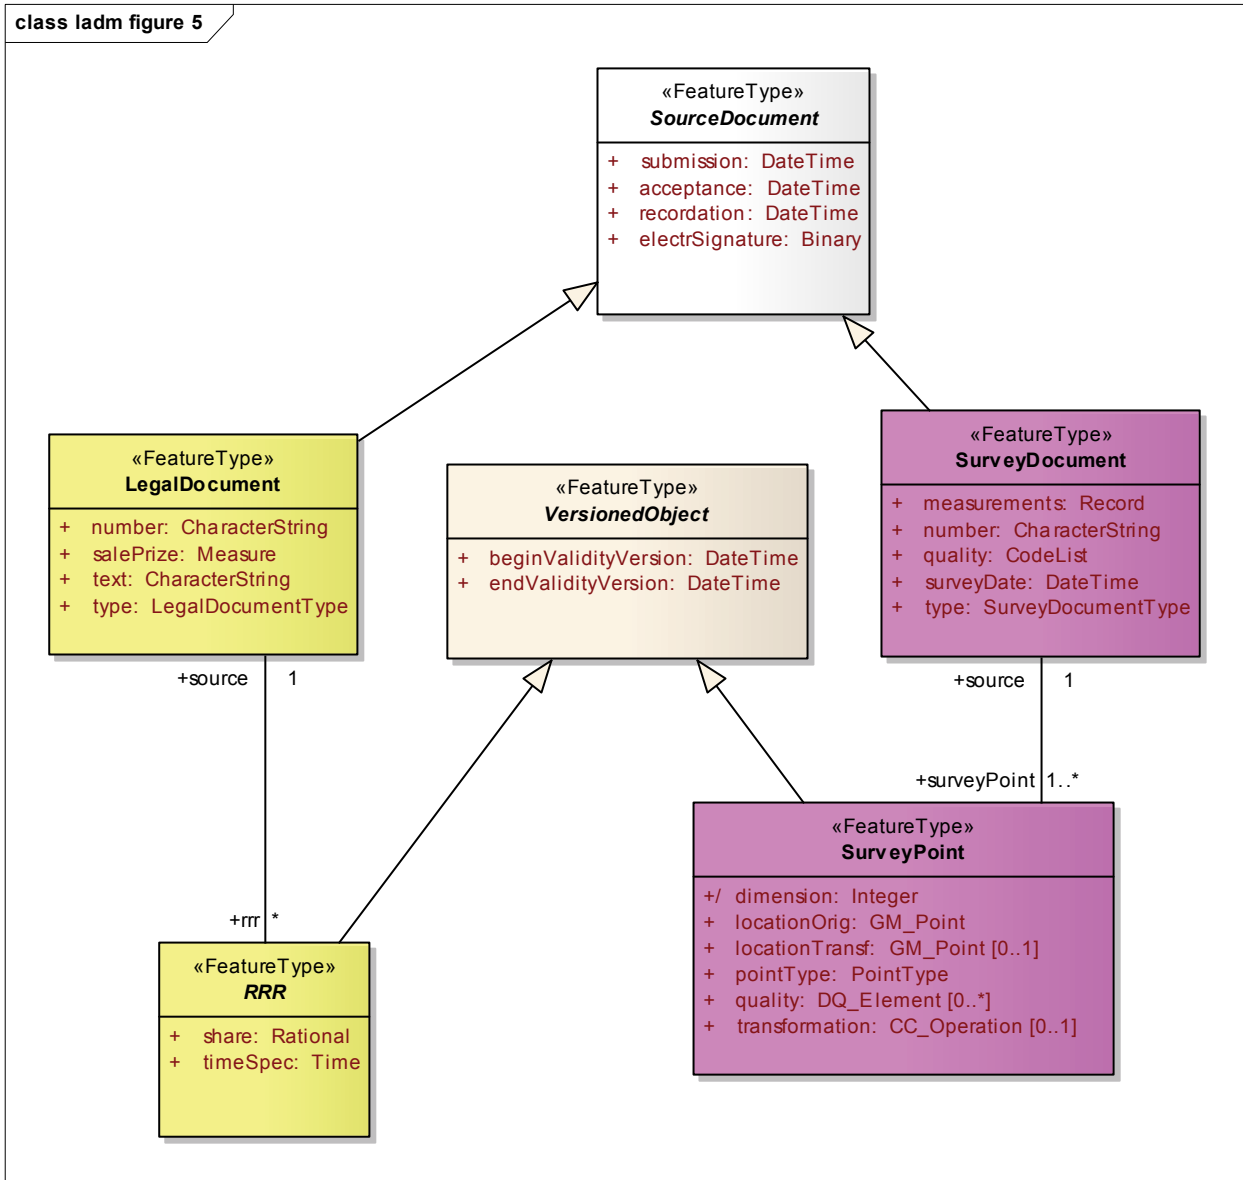 class ladm figure 5
«FeatureType»
SourceDocument
+ submission: DateTime
+ acceptance: DateTime
+ recordation: DateTime
+ electrSignature: Binary
«FeatureType»
LegalDocument
+ number: CharacterString
+ salePrize: Measure
+ text: CharacterString
+ type: LegalDocumentType
«FeatureType»
VersionedObject
+ beginValidityVersion: DateTime
+ endValidityVersion: DateTime
«FeatureType»
SurveyDocument
+ measurements: Record
+ number: CharacterString
+ quality: CodeList
+ surveyDate: DateTime
+ type: SurveyDocumentType
+source 1
+source 1
+surveyPoint 1..*
+rrr *
«FeatureType»
RRR
+ share: Rational
+ timeSpec: Time
«FeatureType»
SurveyPoint
+/ dimension: Integer
+ locationOrig: GM_Point
+ locationTransf: GM_Point [0..1]
+ pointType: PointType
+ quality: DQ_Element [0..*]
+ transformation: CC_Operation [0..1]